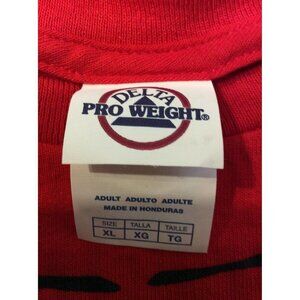 DELTA
PRO WEIGHT®
ADULT ADULTO ADULTE
MADE IN HONDURAS
SIZE TALLA TAILLE
XL XG TG